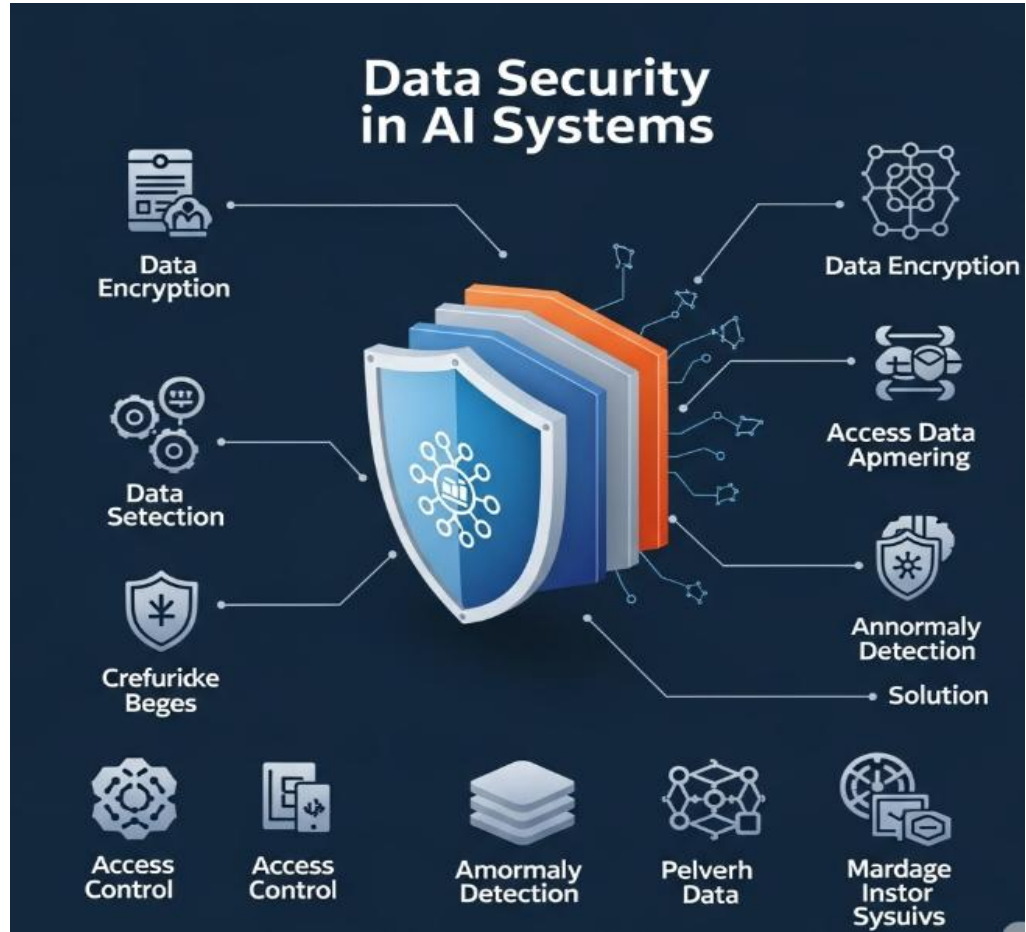 Data Security
in AI Systems
Data
Encryption
Data Encryption
Access Data
Apmering
Data
Setection
Annormaly
Detection
Crefuridke
Beges
Solution
Access
Control
Access
Control
Amormaly
Detection
Pelverh
Data
Mardage
Instor
Sysuivs